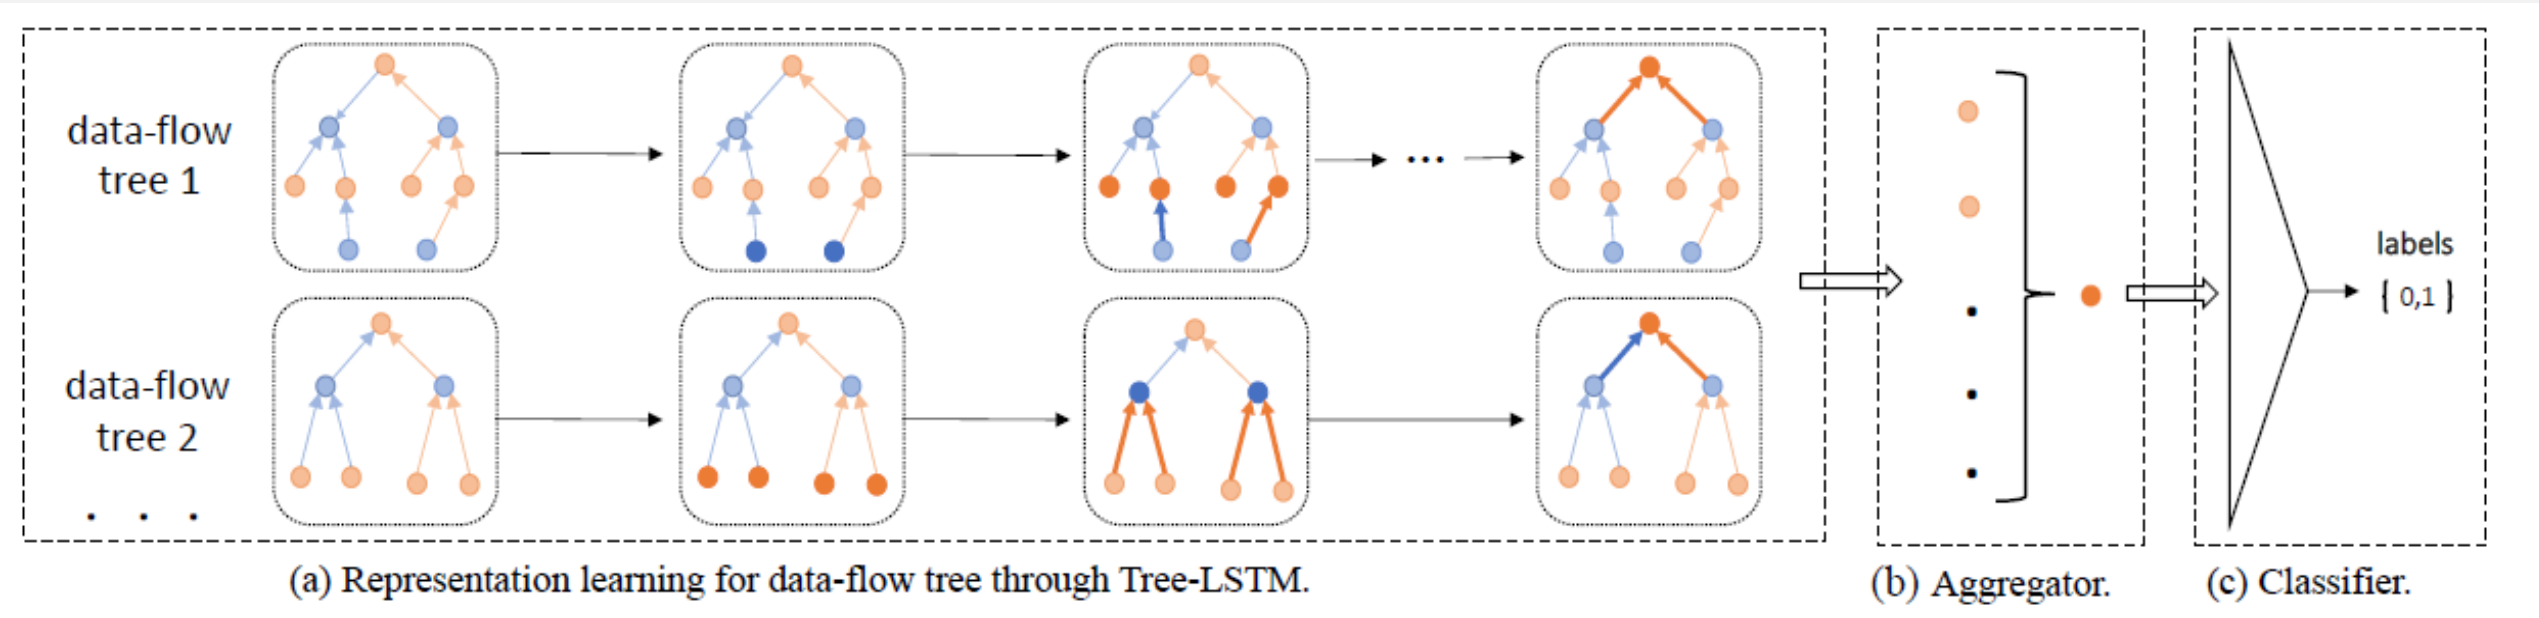 data-flow
tree 1
...
data-flow
tree 2
. . .
labels
{ 0,1 }
(a) Representation learning for data-flow tree through Tree-LSTM.
(b) Aggregator.
(c) Classifier.